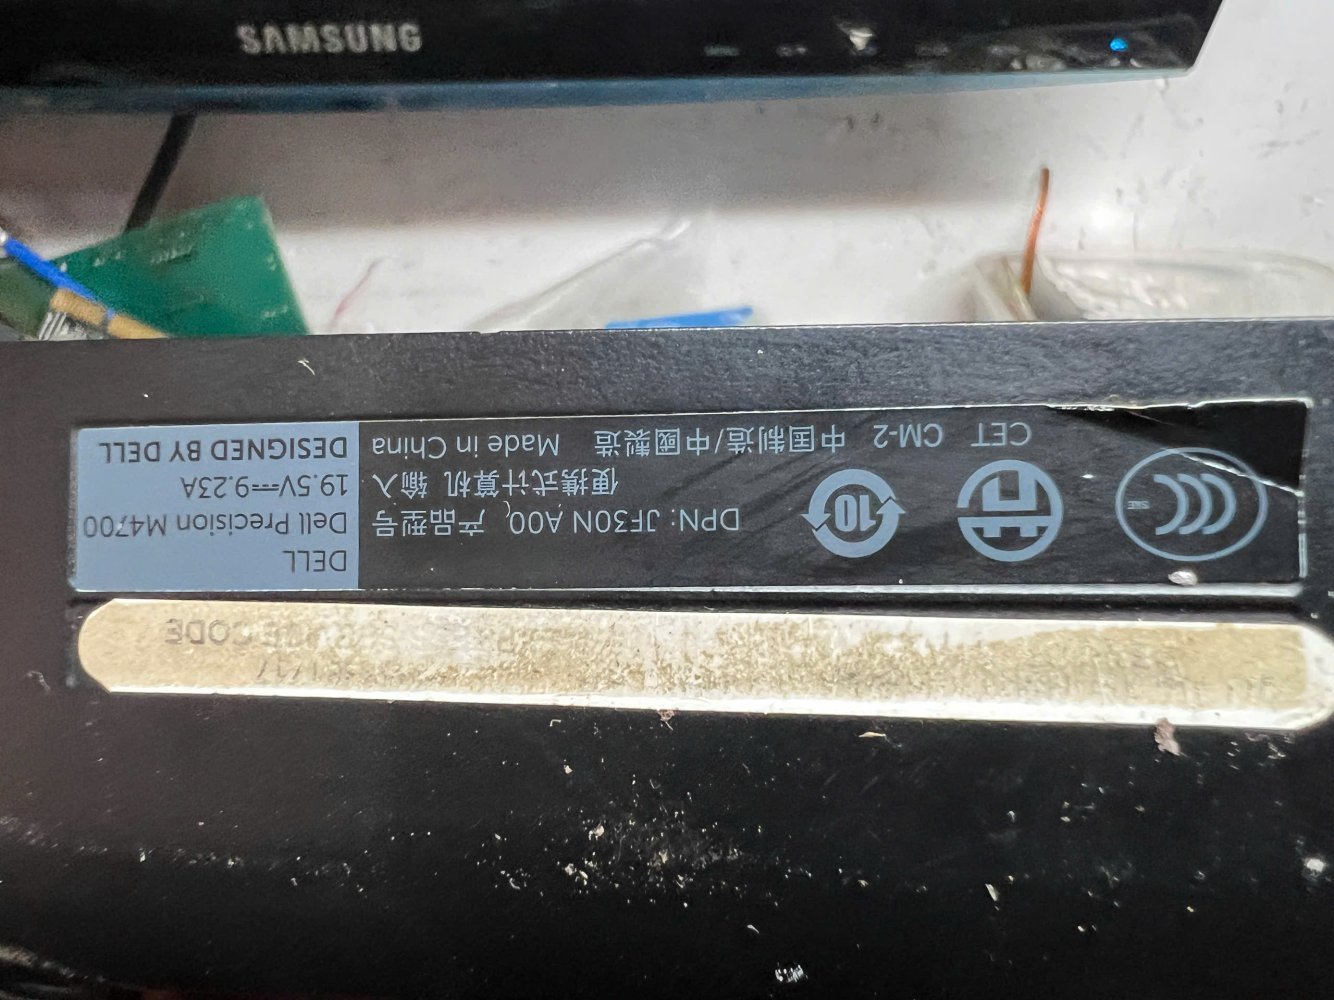 SAMSUNG
DELL
DPN: JF30N A00, 产品型号 Dell Precision M4700
便携式计算机 输入 19.5V⎓9.23A
CET CM-2 中国制造/中國製造 Made in China DESIGNED BY DELL
10
CCC
CODE